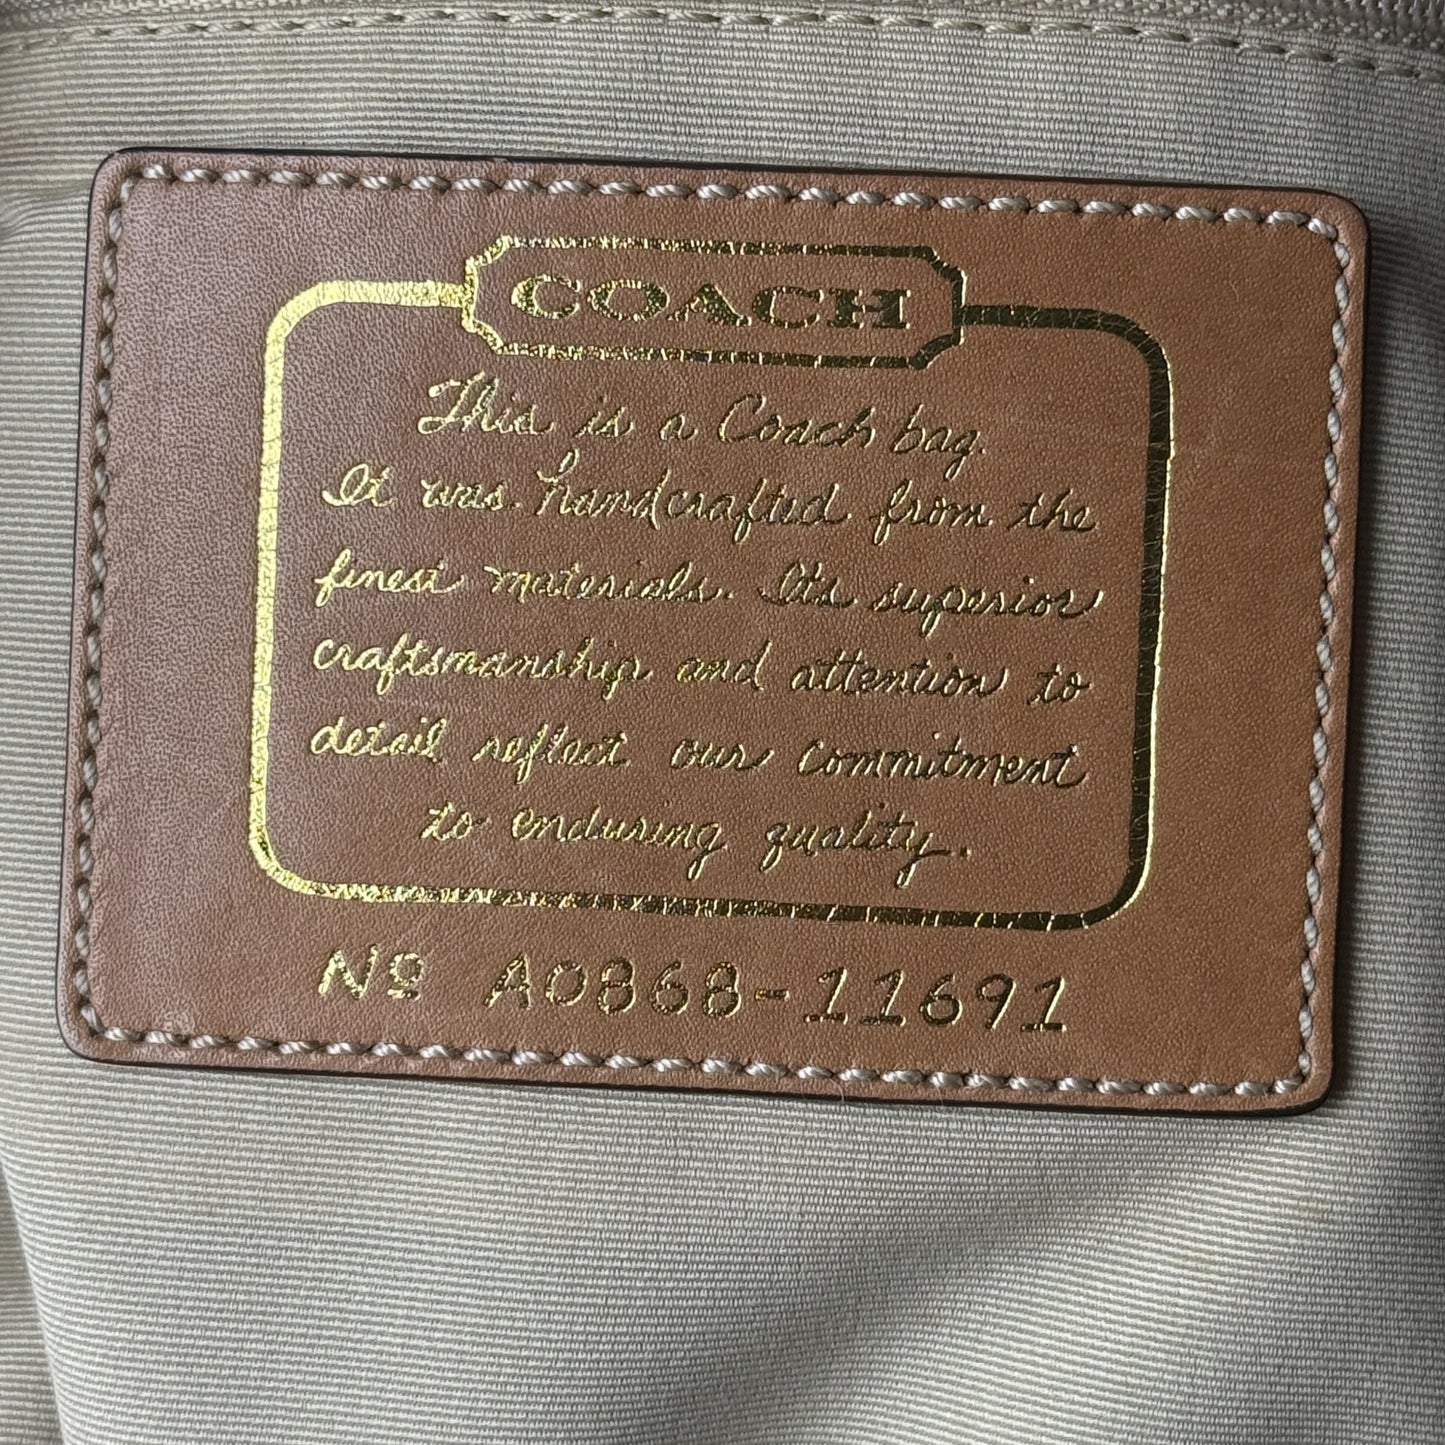 COACH
This is a Coach bag.
It was handcrafted from the
finest materials. Its superior
craftsmanship and attention to
detail reflect our commitment
to enduring quality.
Nº A0868-11691